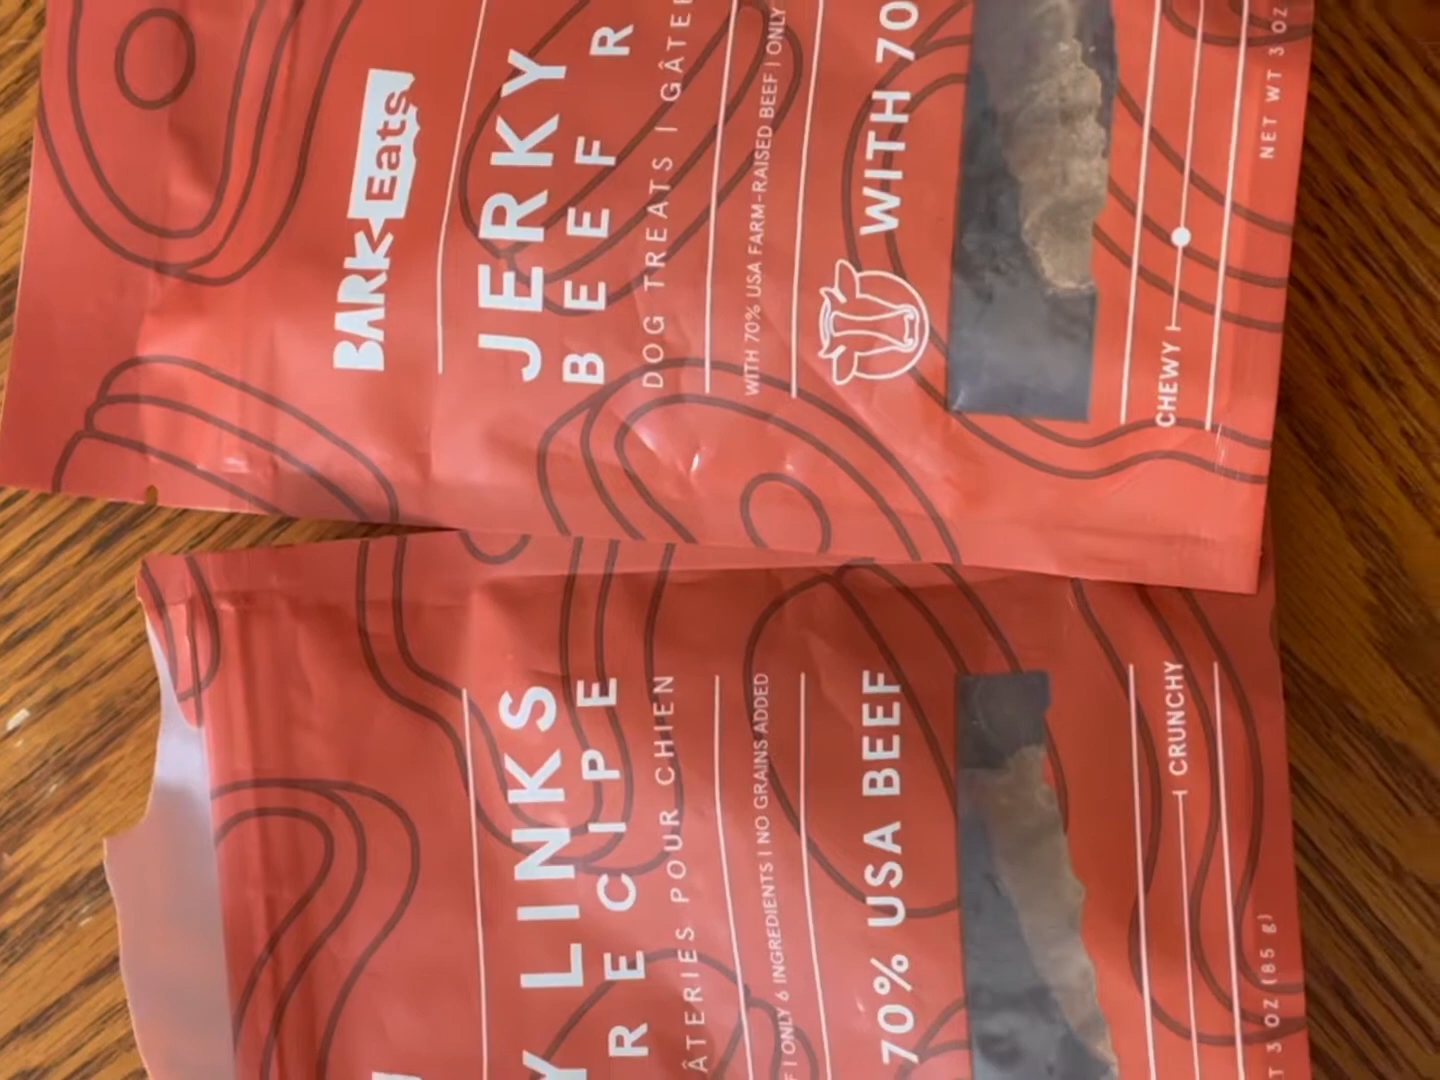 BARK Eats
JERKY
BEEF R
DOG TREATS | GÂTE
WITH 70% USA FARM-RAISED BEEF | ONLY
WITH 70
CHEWY
NET WT 3 OZ
Y LINKS
RECIPE
ÂTERIES POUR CHIEN
F | ONLY 6 INGREDIENTS | NO GRAINS ADDED
70% USA BEEF
CRUNCHY
T 3 OZ (85 g)